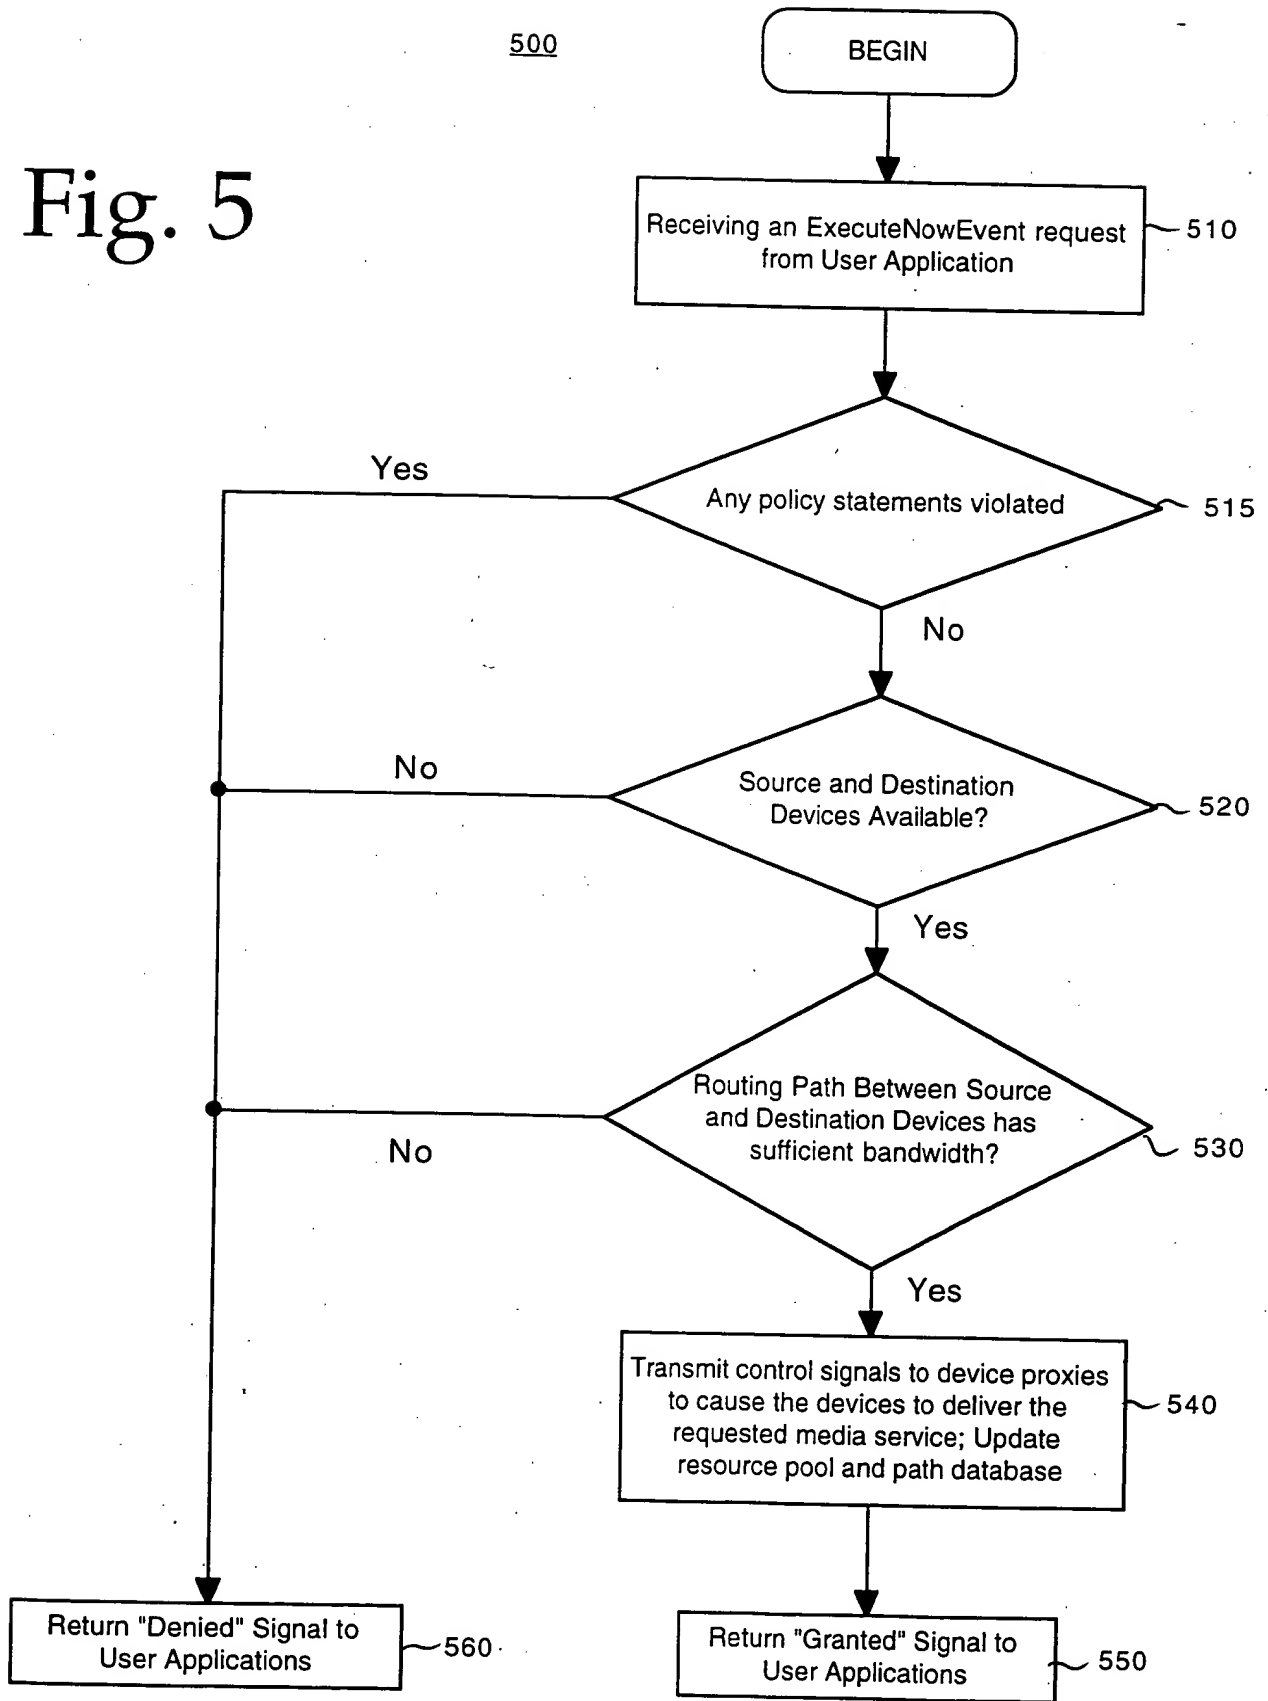 500
BEGIN
Fig. 5
Receiving an ExecuteNowEvent request
from User Application
510
Yes
Any policy statements violated
515
No
No
Source and Destination
Devices Available?
520
Yes
Routing Path Between Source
and Destination Devices has
sufficient bandwidth?
530
No
Yes
Transmit control signals to device proxies
to cause the devices to deliver the
requested media service; Update
resource pool and path database
540
Return "Denied" Signal to
User Applications
560
Return "Granted" Signal to
User Applications
550